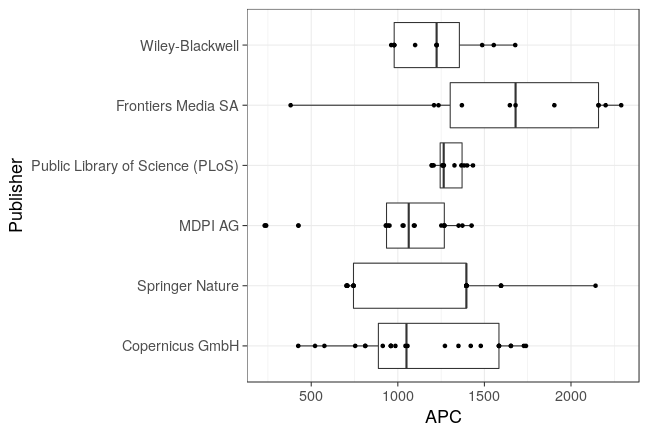 Publisher
Wiley-Blackwell
Frontiers Media SA
Public Library of Science (PLoS)
MDPI AG
Springer Nature
Copernicus GmbH
500 1000 1500 2000
APC